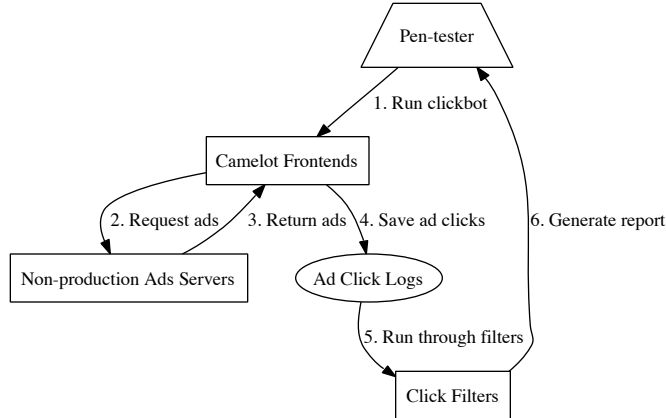 Pen-tester
1. Run clickbot
Camelot Frontends
2. Request ads
3. Return ads
4. Save ad clicks
6. Generate report
Non-production Ads Servers
Ad Click Logs
5. Run through filters
Click Filters